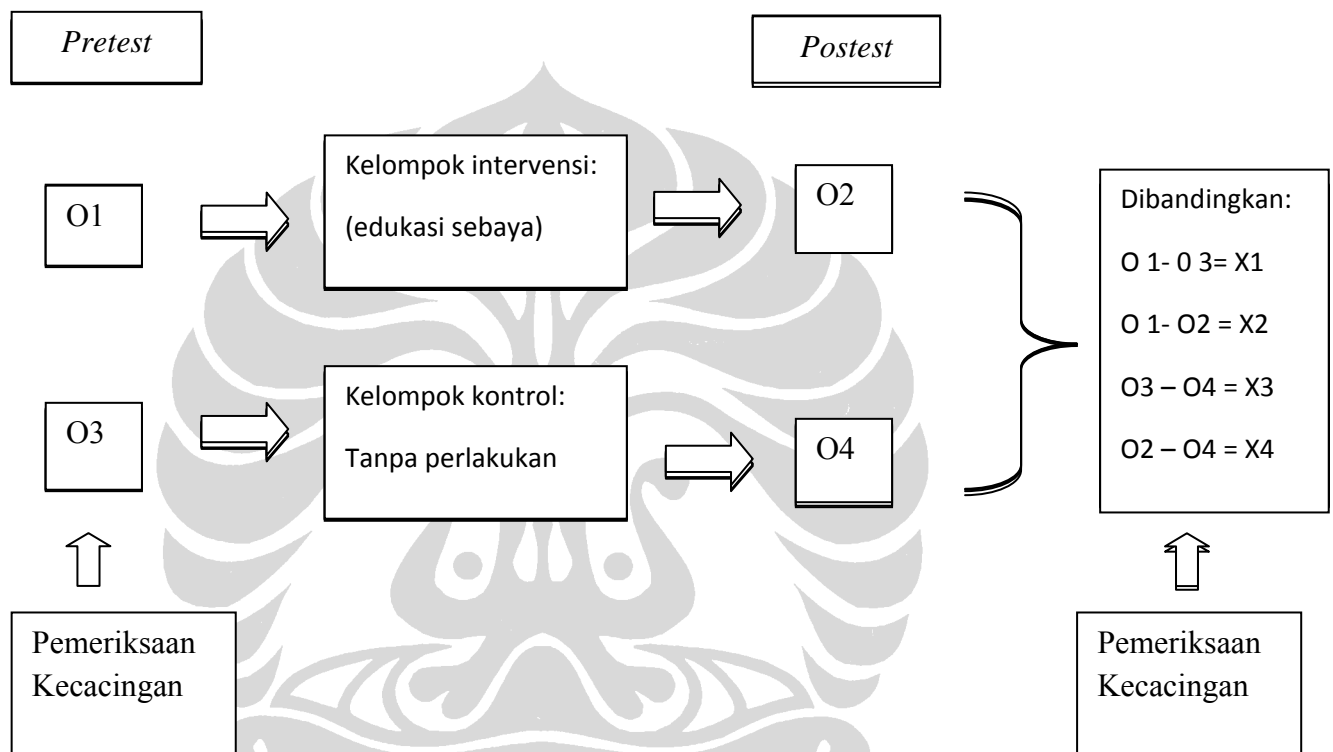 Pretest
Postest
O1
Kelompok intervensi:
(edukasi sebaya)
O2
O3
Kelompok kontrol:
Tanpa perlakukan
O4
Dibandingkan:
O 1- 0 3= X1
O 1- O2 = X2
O3 – O4 = X3
O2 – O4 = X4
Pemeriksaan
Kecacingan
Pemeriksaan
Kecacingan